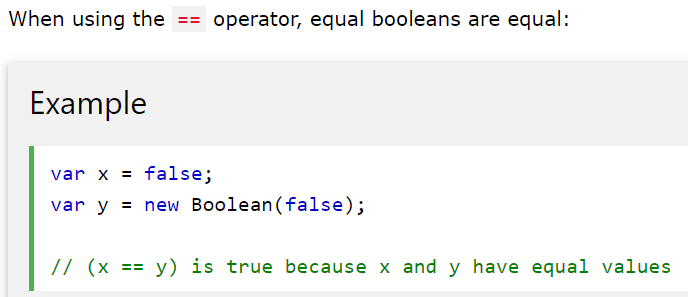 When using the == operator, equal booleans are equal:
Example
var x = false;
var y = new Boolean(false);
// (x == y) is true because x and y have equal values